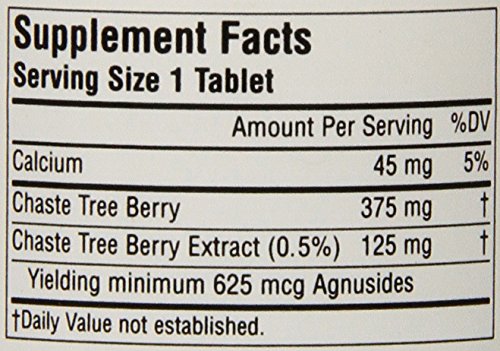 Supplement Facts
Serving Size 1 Tablet
Amount Per Serving %DV
Calcium 45 mg 5%
Chaste Tree Berry 375 mg †
Chaste Tree Berry Extract (0.5%) 125 mg †
Yielding minimum 625 mcg Agnusides
†Daily Value not established.